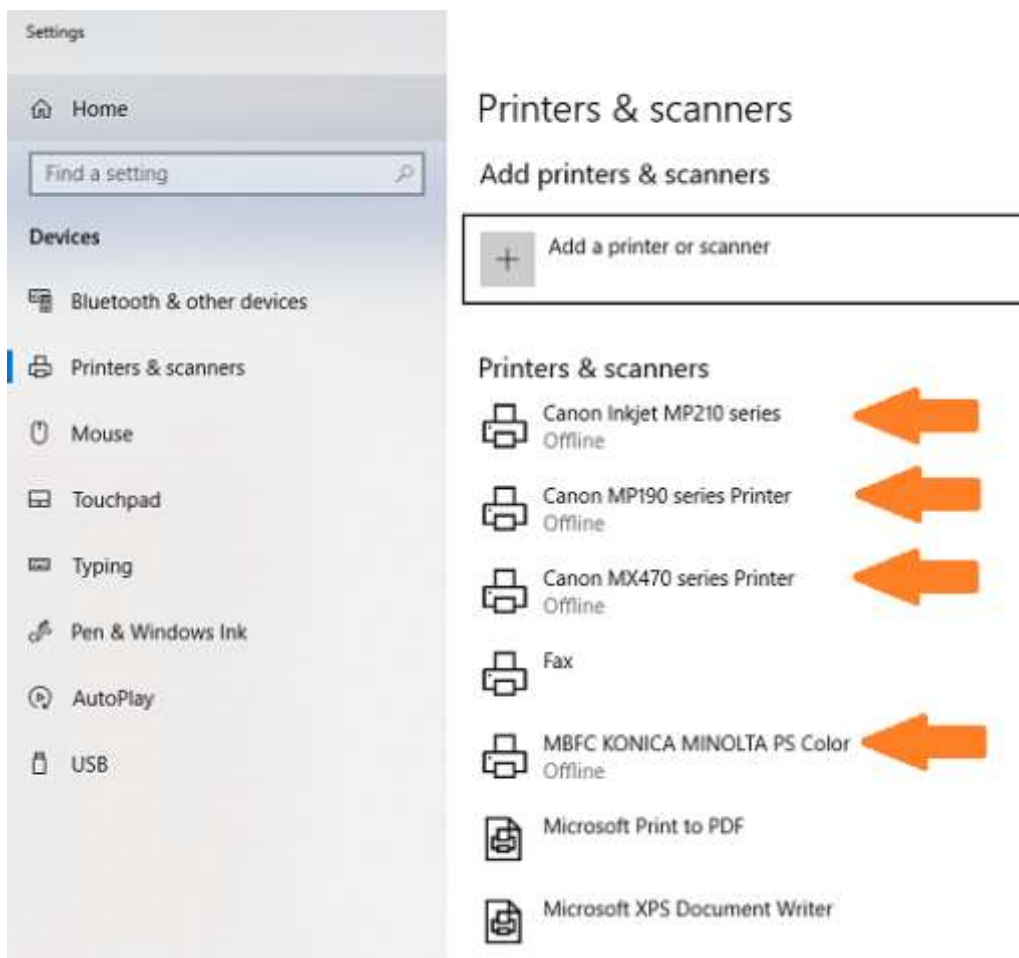 Settings
Home
Find a setting
Devices
Bluetooth & other devices
Printers & scanners
Mouse
Touchpad
Typing
Pen & Windows Ink
AutoPlay
USB
Printers & scanners
Add printers & scanners
Add a printer or scanner
Printers & scanners
Canon Inkjet MP210 series
Offline
Canon MP190 series Printer
Offline
Canon MX470 series Printer
Offline
Fax
MBFC KONICA MINOLTA PS Color
Offline
Microsoft Print to PDF
Microsoft XPS Document Writer